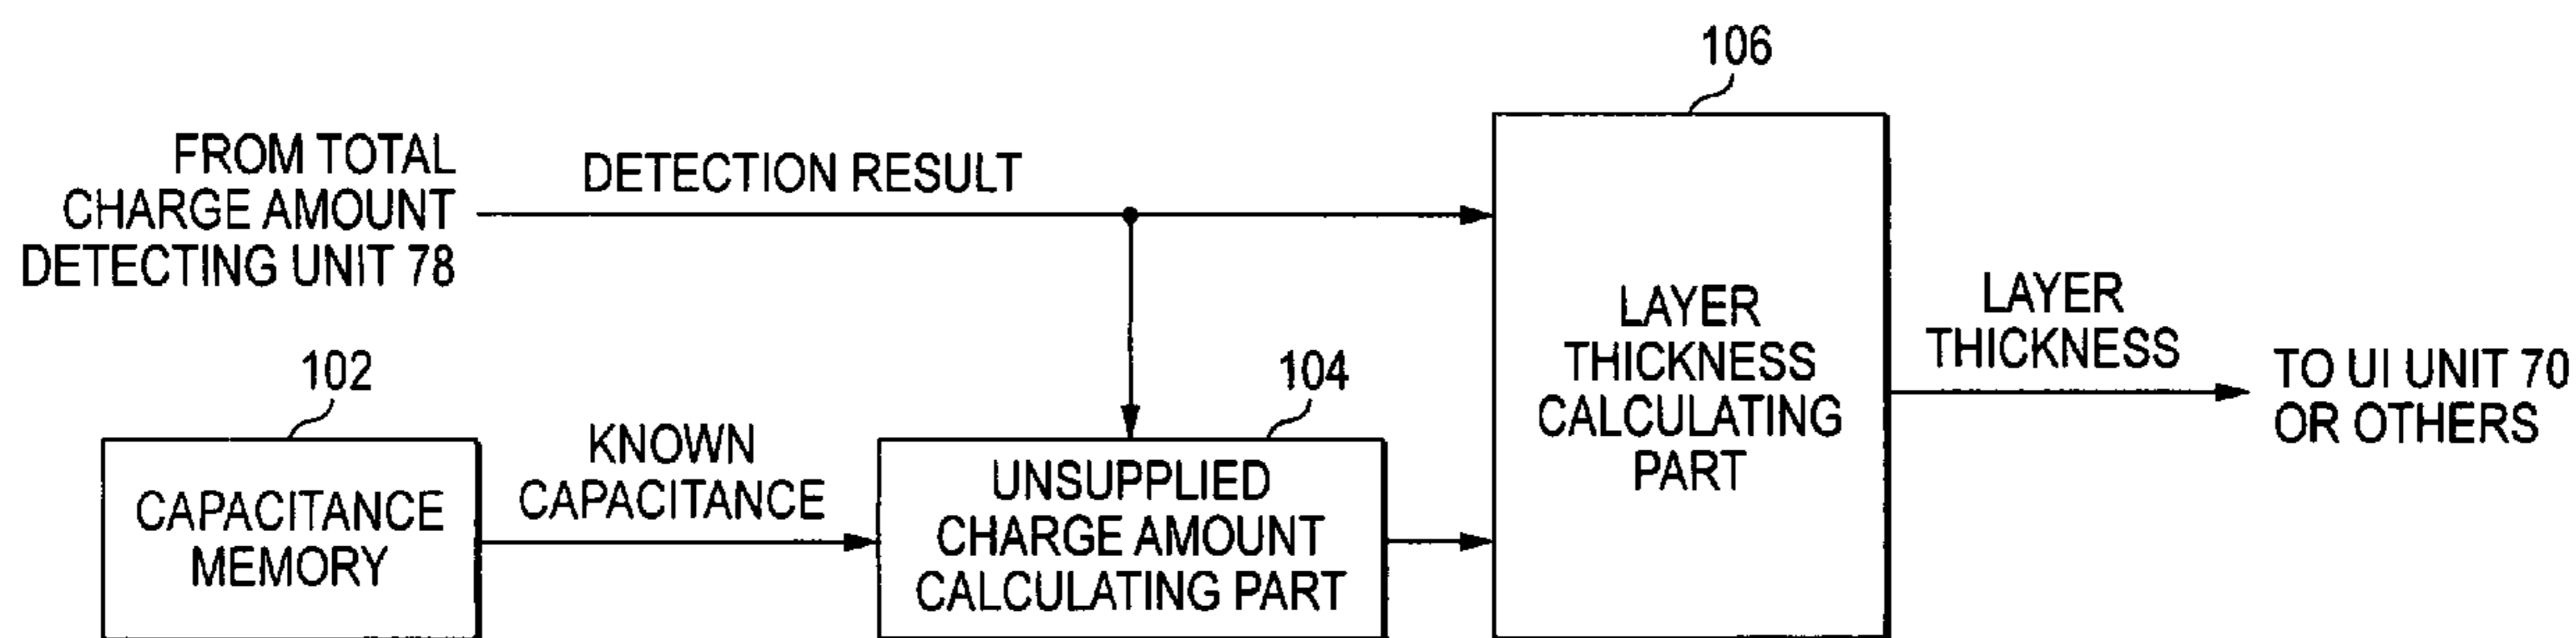 106
FROM TOTAL
CHARGE AMOUNT
DETECTING UNIT 78
DETECTION RESULT
LAYER
THICKNESS
CALCULATING
PART
LAYER
THICKNESS
TO UI UNIT 70
OR OTHERS
102
CAPACITANCE
MEMORY
KNOWN
CAPACITANCE
104
UNSUPPLIED
CHARGE AMOUNT
CALCULATING PART